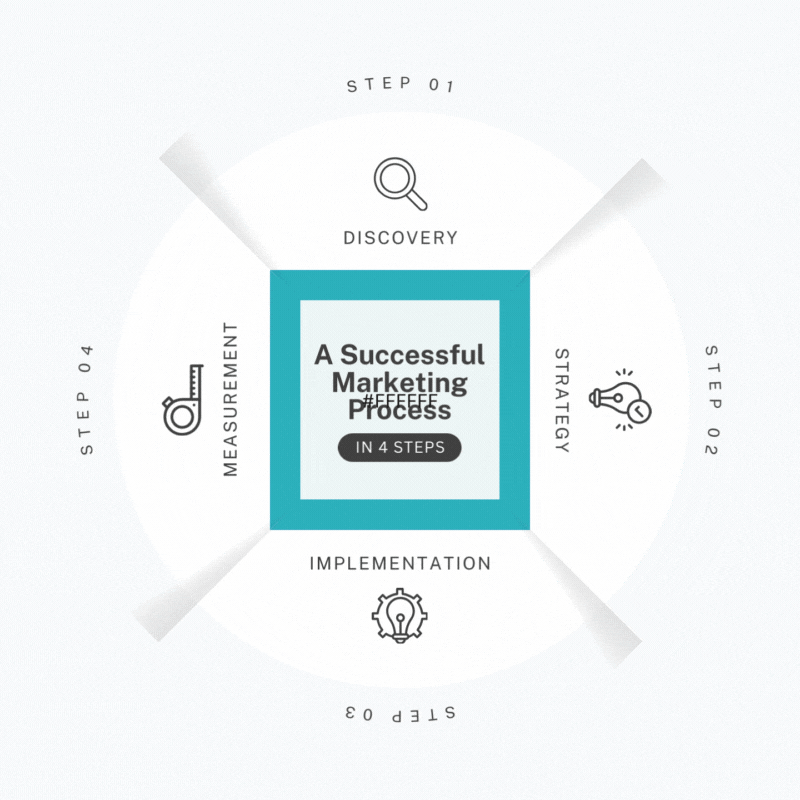 STEP 01
DISCOVERY
STEP 02
STRATEGY
STEP 03
IMPLEMENTATION
STEP 04
MEASUREMENT
A Successful
Marketing
#FFFFFF
Process
IN 4 STEPS